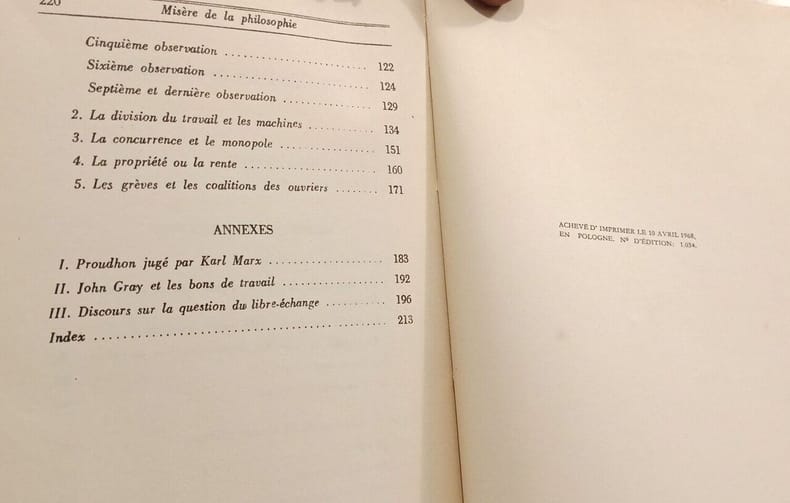 220
Misère de la philosophie
Cinquième observation .................... 122
Sixième observation ...................... 124
Septième et dernière observation ............. 129
2. La division du travail et les machines .......... 134
3. La concurrence et le monopole ............... 151
4. La propriété ou la rente .................... 160
5. Les grèves et les coalitions des ouvriers ........ 171
ANNEXES
I. Proudhon jugé par Karl Marx .................. 183
II. John Gray et les bons de travail ................ 192
III. Discours sur la question du libre-échange .......... 196
Index ........................................ 213
ACHEVÉ D'IMPRIMER LE 10 AVRIL 1968,
EN POLOGNE. Nº D'ÉDITION: 1.034.